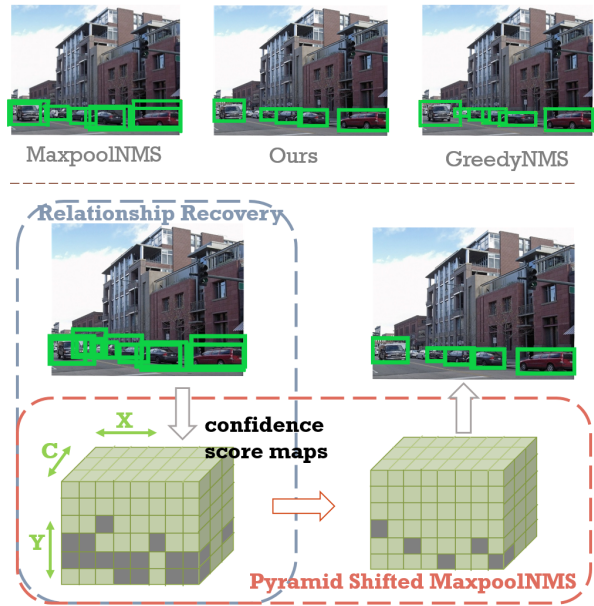 MaxpoolNMS
Ours
GreedyNMS
Relationship Recovery
confidence
score maps
X
C
Y
Pyramid Shifted MaxpoolNMS